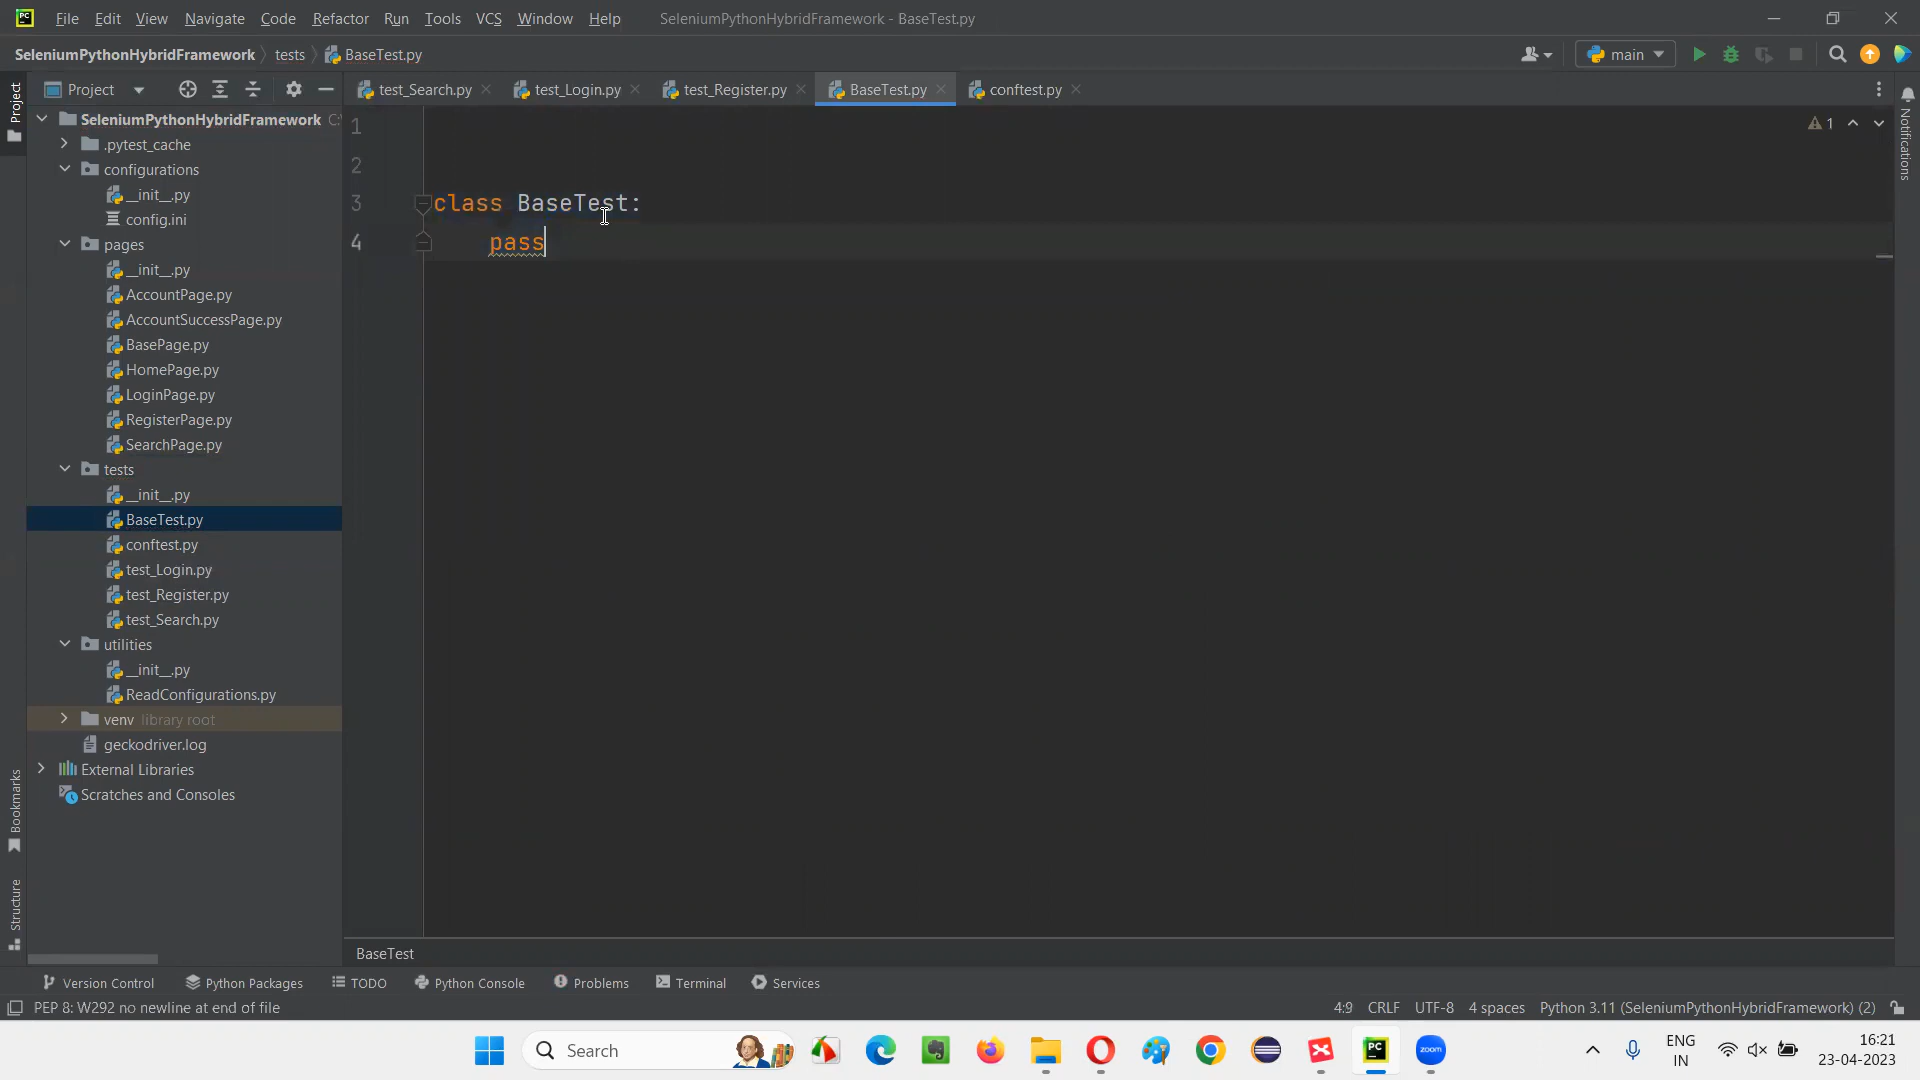 File Edit View Navigate Code Refactor Run Tools VCS Window Help SeleniumPythonHybridFramework - BaseTest.py
SeleniumPythonHybridFramework tests BaseTest.py main
Project test_Search.py test_Login.py test_Register.py BaseTest.py conftest.py
Project
Notifications
SeleniumPythonHybridFramework C:\
.pytest_cache
configurations
__init__.py
config.ini
pages
__init__.py
AccountPage.py
AccountSuccessPage.py
BasePage.py
HomePage.py
LoginPage.py
RegisterPage.py
SearchPage.py
tests
__init__.py
BaseTest.py
conftest.py
test_Login.py
test_Register.py
test_Search.py
utilities
__init__.py
ReadConfigurations.py
venv library root
geckodriver.log
External Libraries
Scratches and Consoles
Bookmarks
Structure
1
1
2
3 class BaseTest:
4 pass
BaseTest
Version Control Python Packages TODO Python Console Problems Terminal Services
PEP 8: W292 no newline at end of file 4:9 CRLF UTF-8 4 spaces Python 3.11 (SeleniumPythonHybridFramework) (2)
PC
Search
PC
zoom
ENG
IN
16:21
23-04-2023